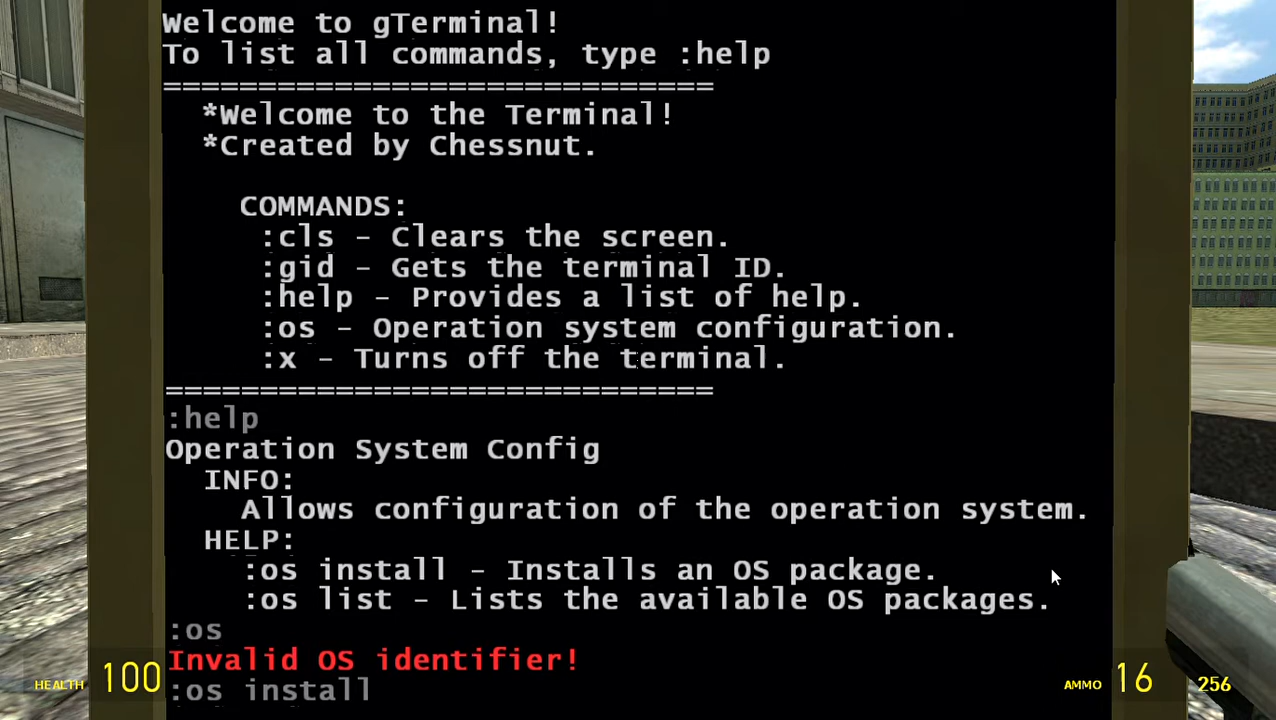 Welcome to gTerminal!
To list all commands, type :help
=============================
*Welcome to the Terminal!
*Created by Chessnut.
COMMANDS:
:cls - Clears the screen.
:gid - Gets the terminal ID.
:help - Provides a list of help.
:os - Operation system configuration.
:x - Turns off the terminal.
=============================
:help
Operation System Config
INFO:
Allows configuration of the operation system.
HELP:
:os install - Installs an OS package.
:os list - Lists the available OS packages.
:os
Invalid OS identifier!
:os install
HEALTH 100
AMMO 16 256